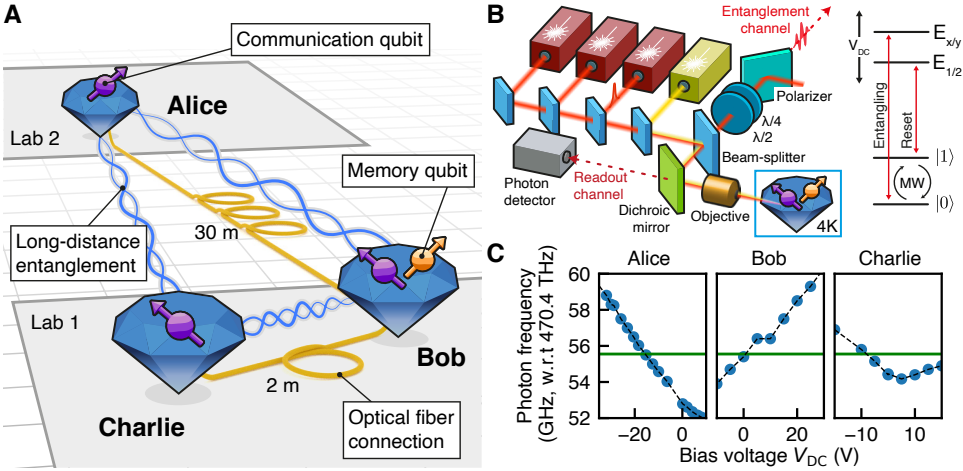 A
Communication qubit
Alice
Lab 2
Memory qubit
30 m
Long-distance
entanglement
Lab 1
Bob
2 m
Charlie
Optical fiber
connection
B
Entanglement
channel
Polarizer
λ/4
λ/2
Beam-splitter
Photon
detector
Readout
channel
Dichroic
mirror
Objective
4K
V_DC
E_x/y
E_1/2
Entangling
Reset
|1⟩
MW
|0⟩
C
Alice
Bob
Charlie
Photon frequency
(GHz, w.r.t 470.4 THz)
60
58
56
54
52
−20
0
0
20
−10
10
Bias voltage V_DC (V)